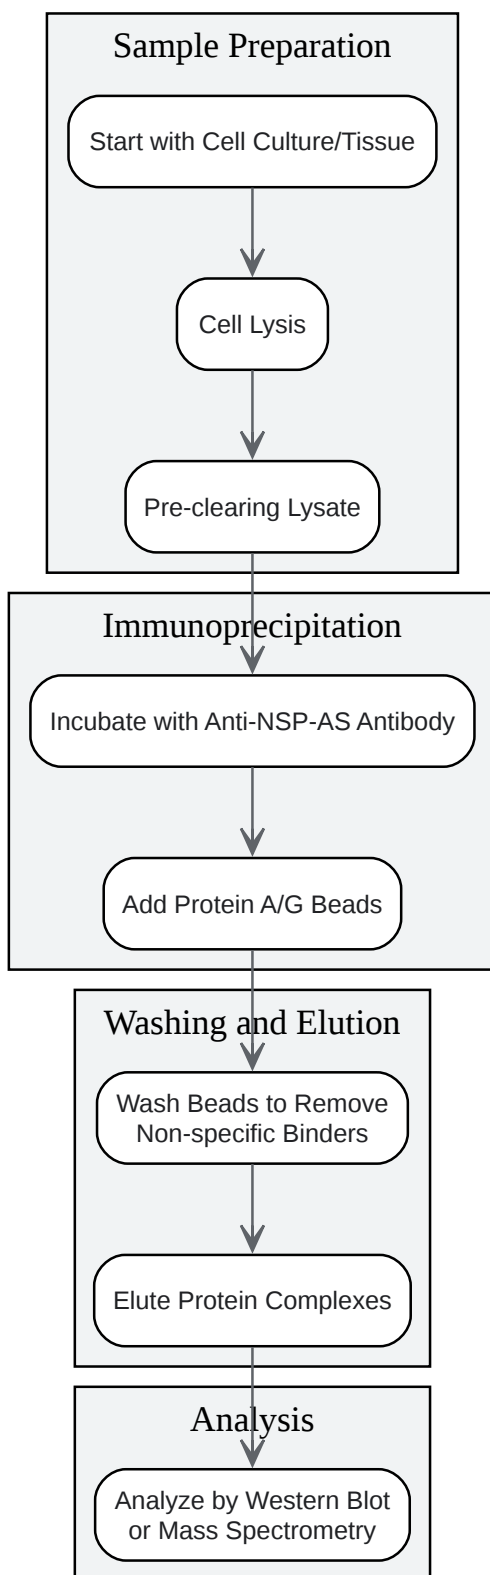 Sample Preparation
Start with Cell Culture/Tissue
Cell Lysis
Pre-clearing Lysate
Immunoprecipitation
Incubate with Anti-NSP-AS Antibody
Add Protein A/G Beads
Washing and Elution
Wash Beads to Remove
Non-specific Binders
Elute Protein Complexes
Analysis
Analyze by Western Blot
or Mass Spectrometry